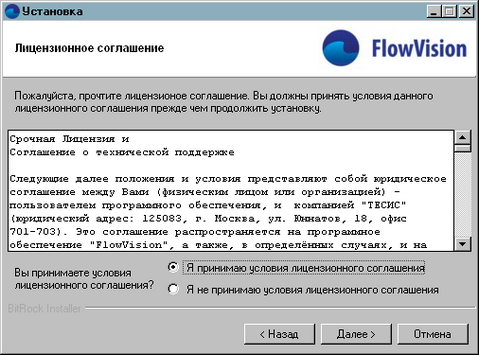 Установка
Лицензионное соглашение
FlowVision
Пожалуйста, прочтите лицензионое соглашение. Вы должны принять условия данного
лицензионного соглашения прежде чем продолжить установку.
Срочная Лицензия и
Соглашение о технической поддержке
Следующие далее положения и условия представляют собой юридическое
соглашение между Вами (физическим лицом или организацией) -
пользователем программного обеспечения, и компанией "ТЕСИС"
(юридический адрес: 125083, г. Москва, ул. Юннатов, 18, офис
701-703). Это соглашение распространяется на программное
обеспечение "FlowVision", а также, в определённых случаях, и на
Вы принимаете условия
лицензионного соглашения?
Я принимаю условия лицензионного соглашения
Я не принимаю условия лицензионного соглашения
BitRock Installer
< Назад
Далее >
Отмена